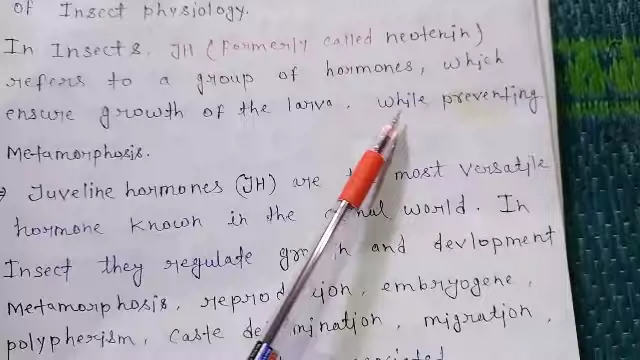 of Insect physiology.
In Insects. JH (formerly called neotenin)
refers to a group of hormones, which
ensure growth of the larva. while preventing
Metamorphosis.
Juveline hormones (JH) are most versatile
hormone known in the world. In
Insect they regulate and devlopment
Metamorphosis, embryogene,
polypherism, caste migration,